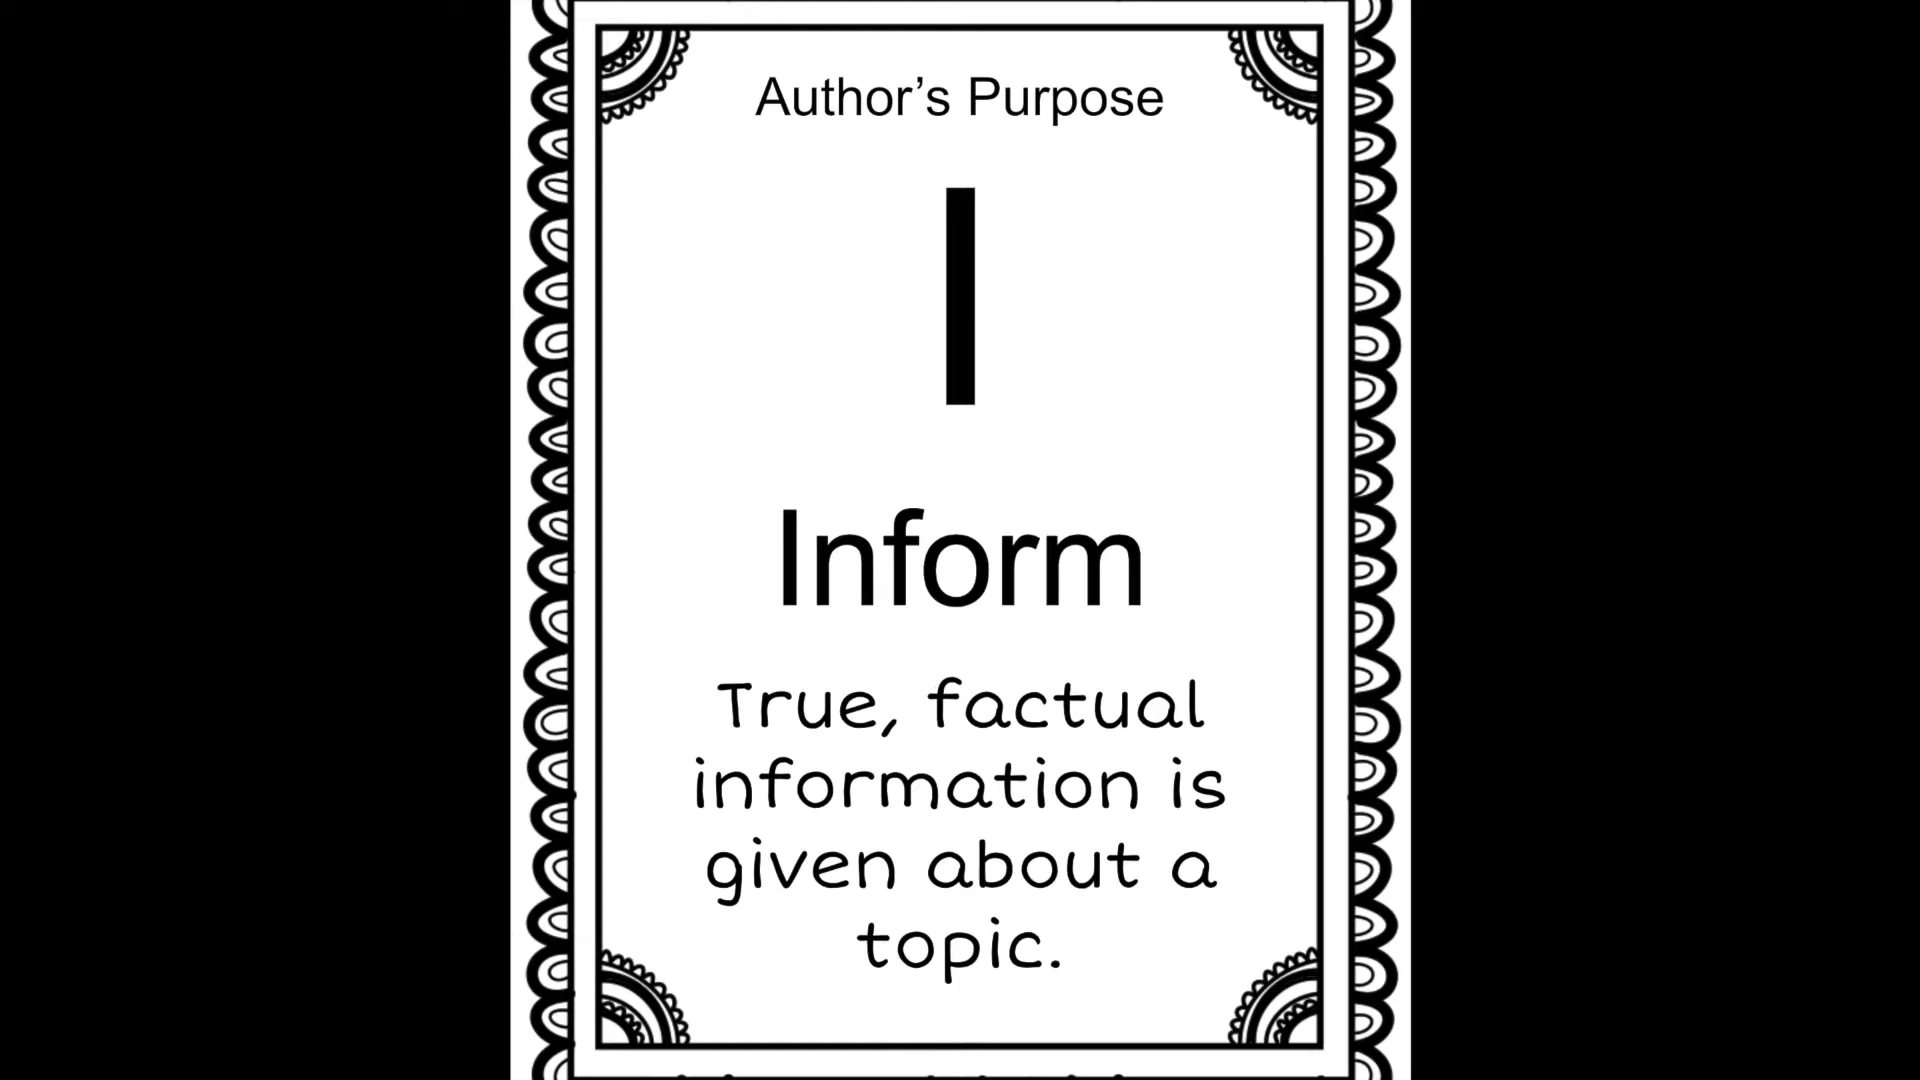 Author’s Purpose
I
Inform
True, factual
information is
given about a
topic.